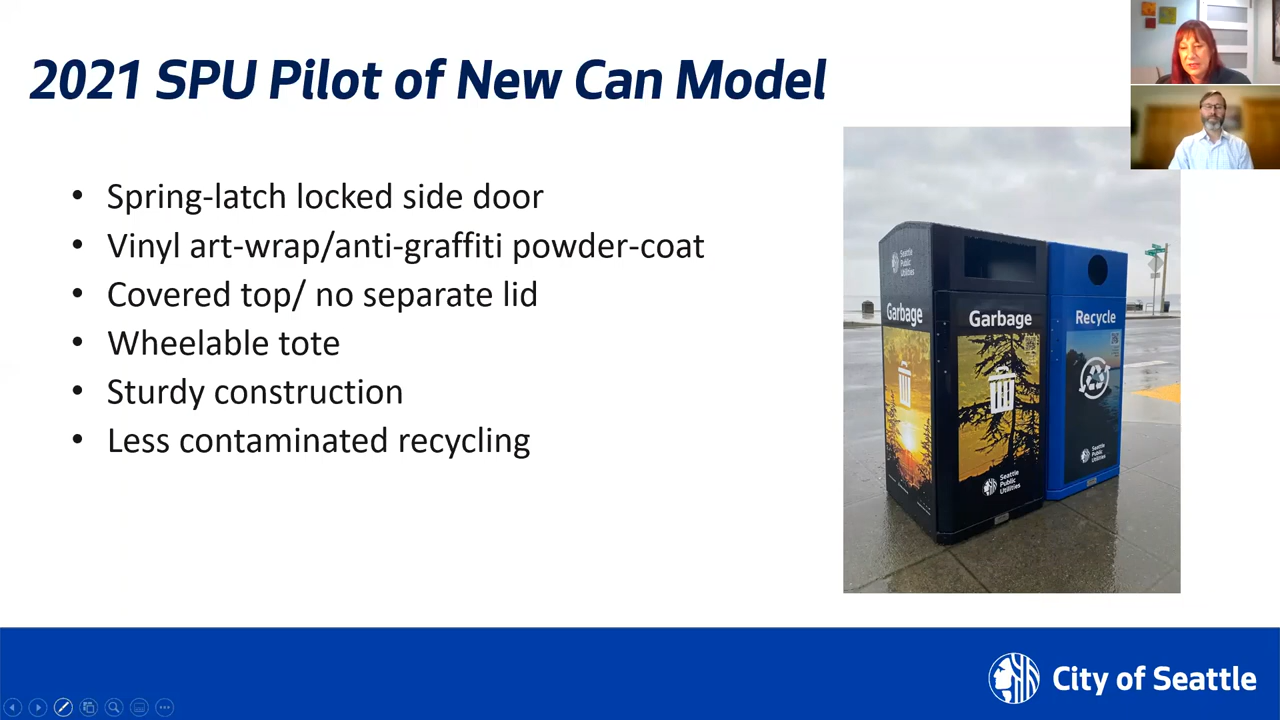 2021 SPU Pilot of New Can Model
• Spring-latch locked side door
• Vinyl art-wrap/anti-graffiti powder-coat
• Covered top/ no separate lid
• Wheelable tote
• Sturdy construction
• Less contaminated recycling
Seattle
Public
Utilities
Garbage
Garbage
Recycle
Seattle
Public
Utilities
Seattle
Public
Utilities
City of Seattle